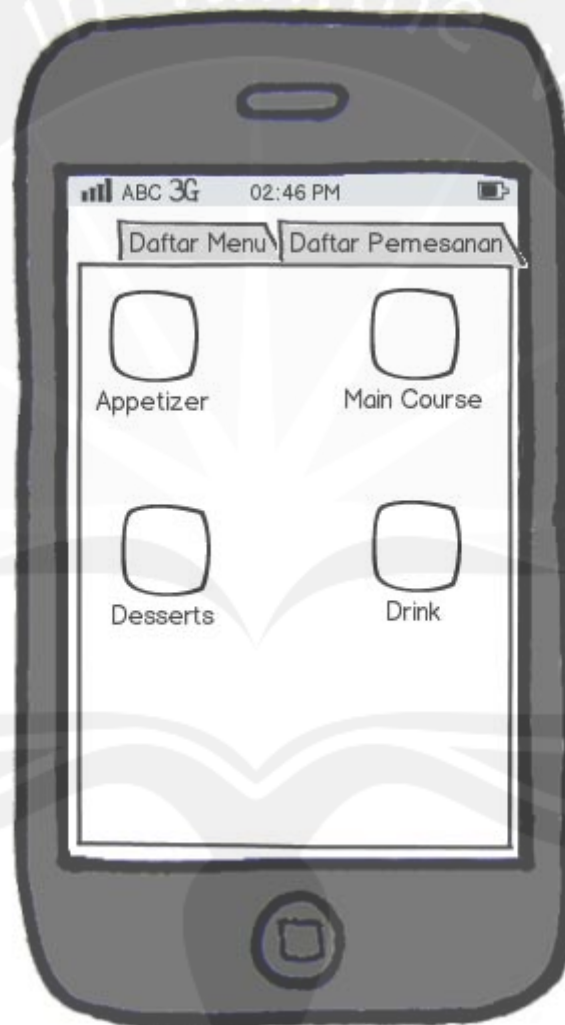 ABC 3G 02:46 PM
Daftar Menu Daftar Pemesanan
Appetizer Main Course
Desserts Drink